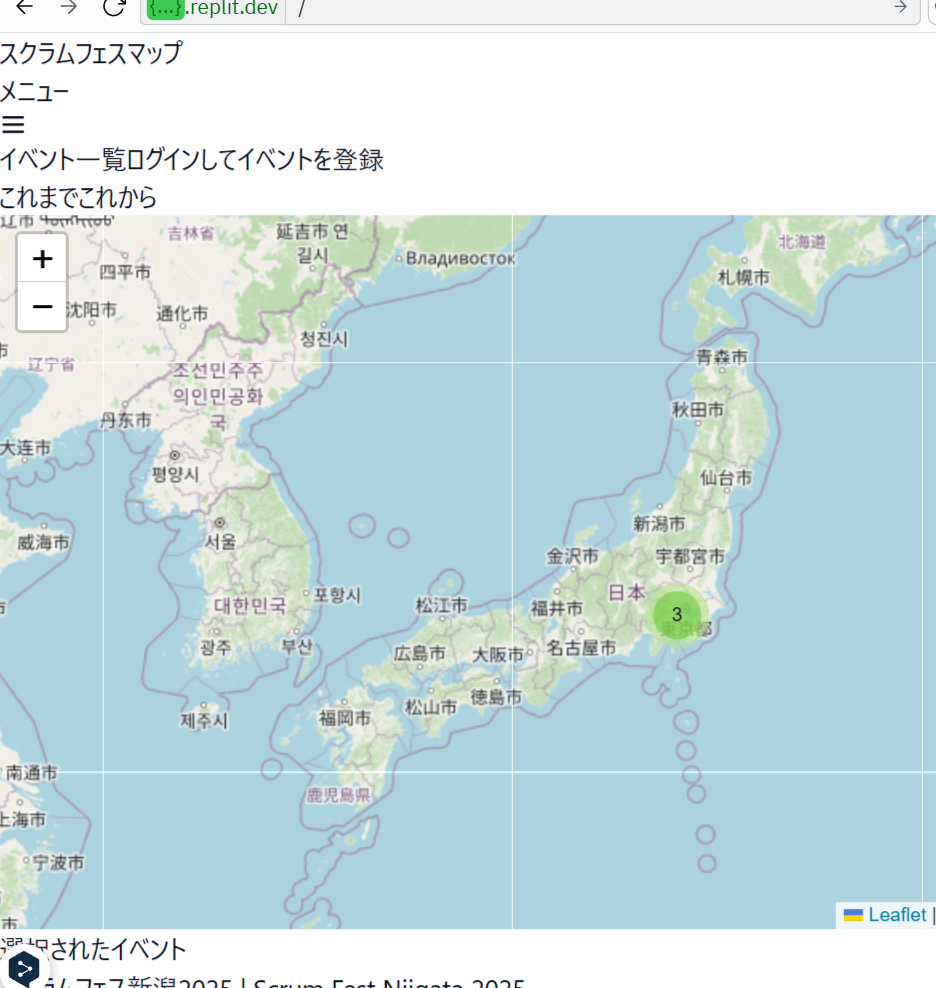 {...}.replit.dev /
スクラムフェスマップ
メニュー
イベント一覧ログインしてイベントを登録
これまでこれから
吉林省
延吉市 연길시
北海道
+
四平市
Владивосток
札幌市
−
沈阳市
通化市
청진시
辽宁省
青森市
조선민주주의인민공화국
秋田市
丹东市
大连市
평양시
仙台市
新潟市
威海市
서울
金沢市
宇都宮市
日本
포항시
대한민국
松江市
福井市
3
東京都
광주
부산
広島市
大阪市
名古屋市
徳島市
松山市
제주시
福岡市
南通市
鹿児島県
上海市
宁波市
市
Leaflet |
選択されたイベント
ラムフェス新潟2025 | Scrum Fest Niigata 2025